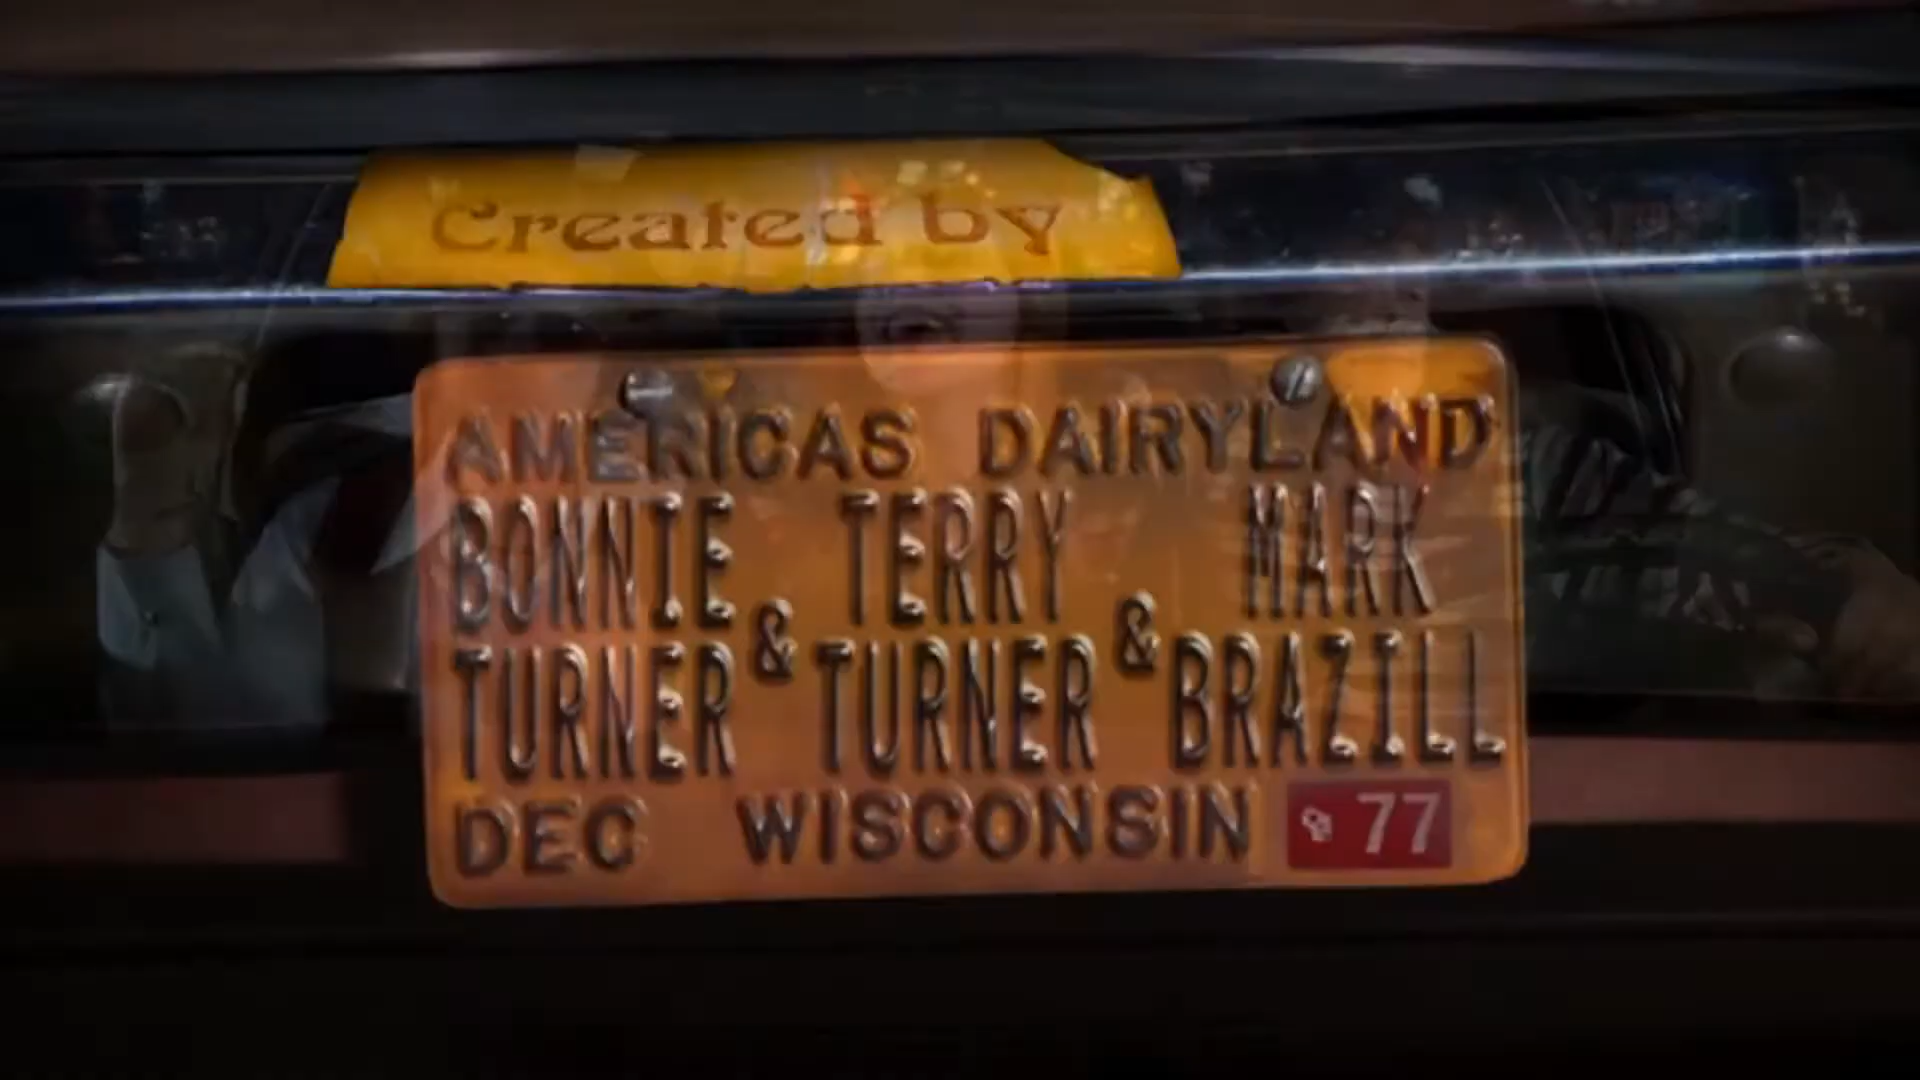 Created by
AMERICAS DAIRYLAND
BONNIE TERRY MARK
& &
TURNER TURNER BRAZILL
DEC WISCONSIN 77